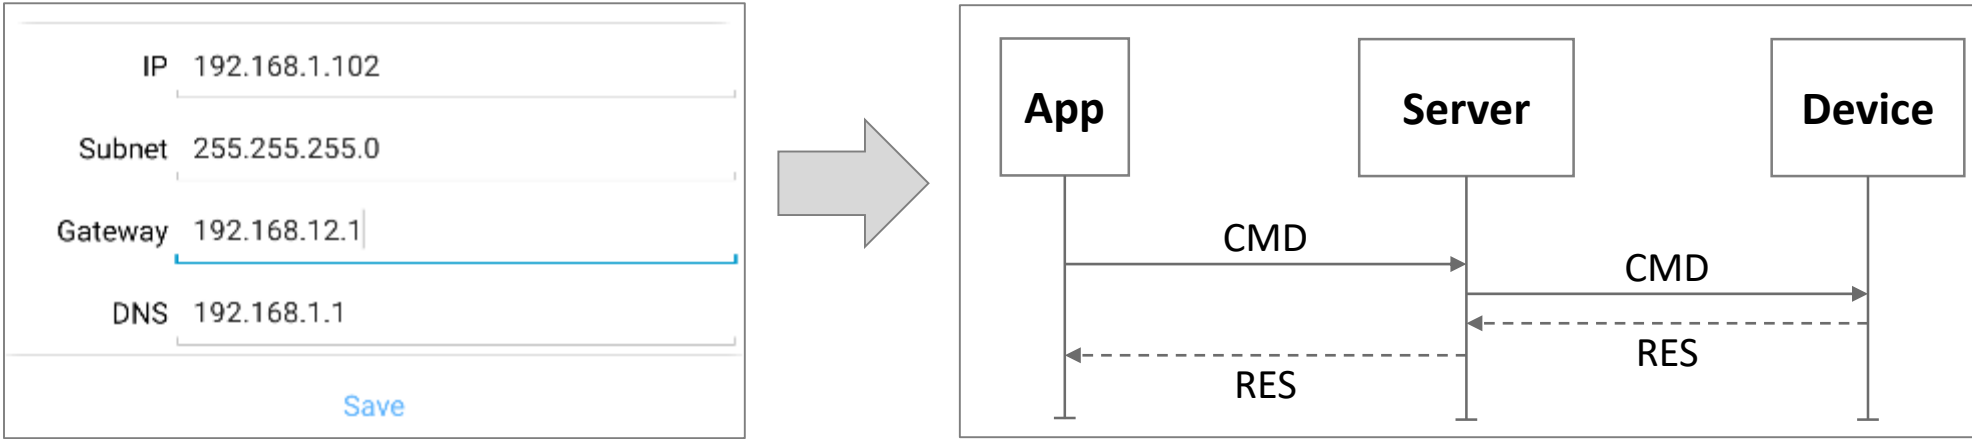 IP 192.168.1.102
Subnet 255.255.255.0
Gateway 192.168.12.1
DNS 192.168.1.1
Save
App
Server
Device
CMD
CMD
RES
RES